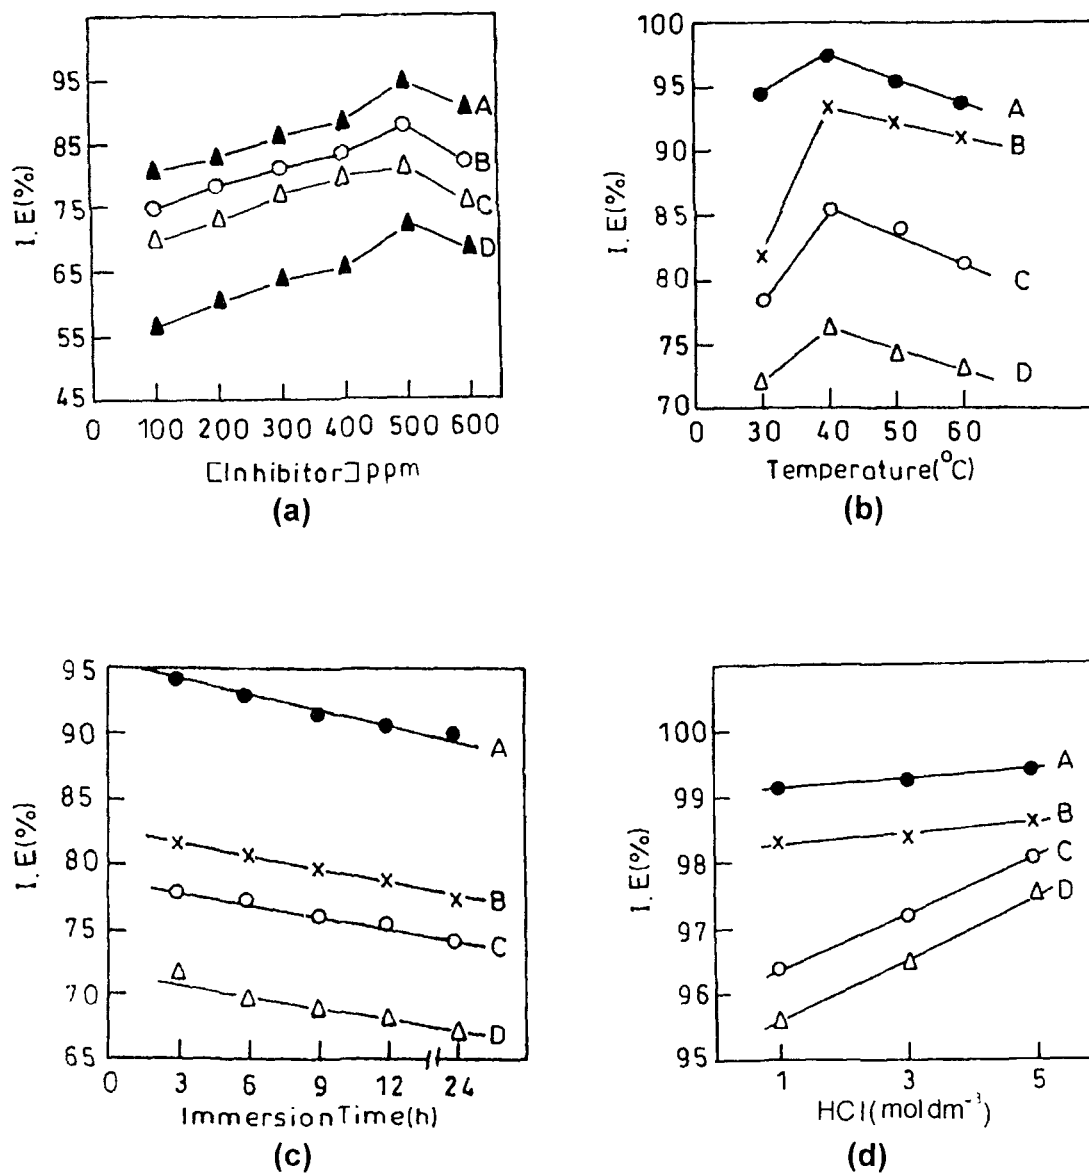 95
85
75
65
55
45
I.E(%)
A
B
C
D
0 100 200 300 400 500 600
[Inhibitor] ppm
(a)
100
95
90
85
80
75
70
I.E(%)
A
B
C
D
0 30 40 50 60
Temperature(°C)
(b)
95
90
85
80
75
70
65
I.E(%)
A
B
C
D
0 3 6 9 12 24
Immersion Time(h)
(c)
100
99
98
97
96
95
I.E(%)
A
B
C
D
1 3 5
HCl(mol dm⁻³)
(d)